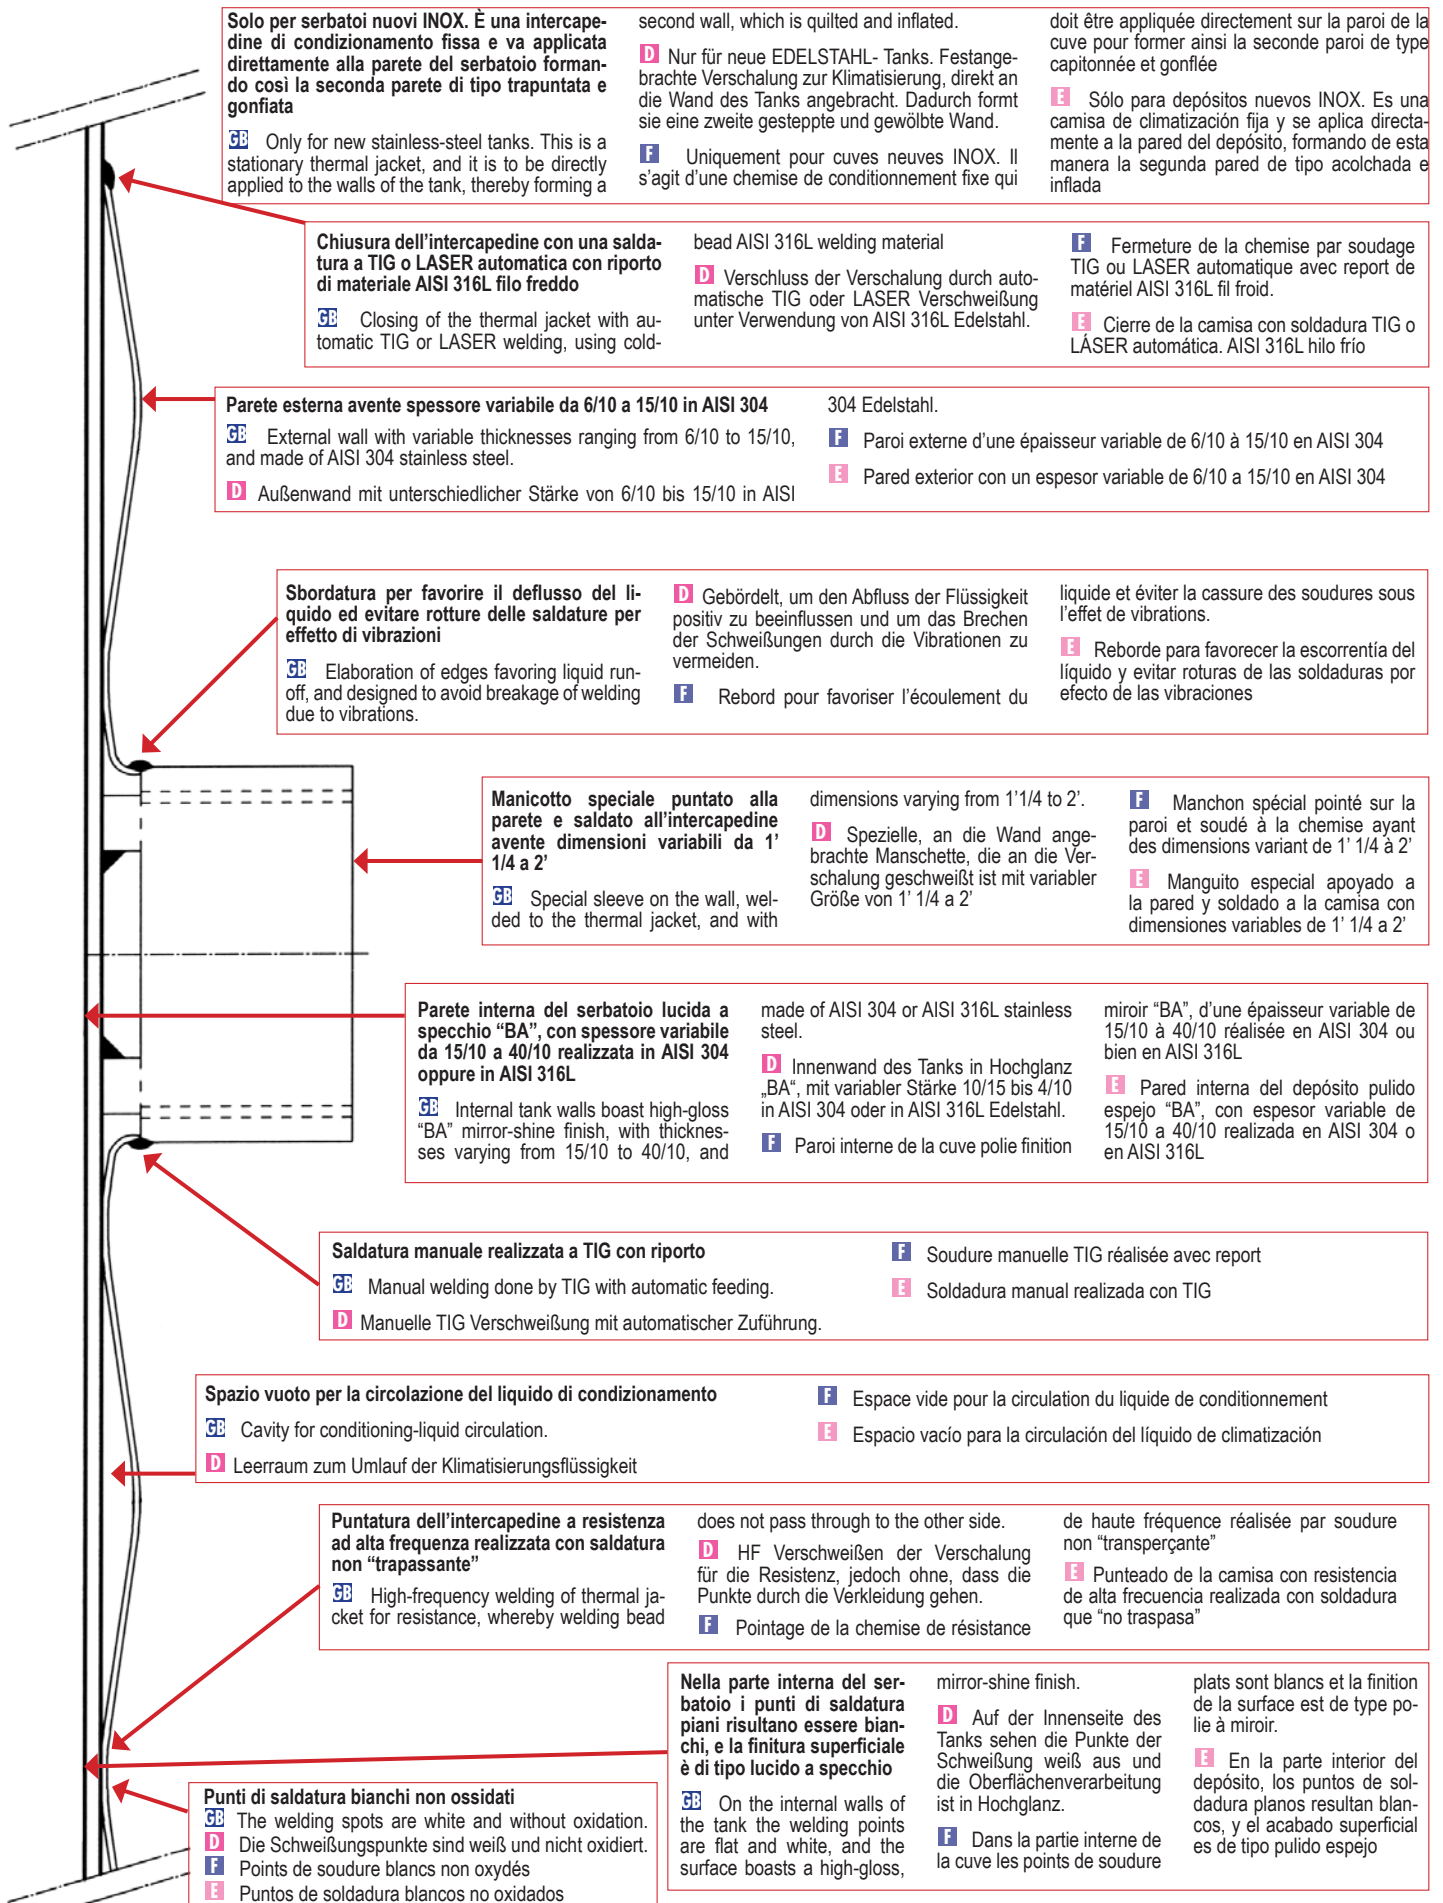 Solo per serbatoi nuovi INOX. È una intercape-
dine di condizionamento fissa e va applicata
direttamente alla parete del serbatoio forman-
do così la seconda parete di tipo trapuntata e
gonfiata
GB Only for new stainless-steel tanks. This is a
stationary thermal jacket, and it is to be directly
applied to the walls of the tank, thereby forming a
second wall, which is quilted and inflated.
D Nur für neue EDELSTAHL- Tanks. Festange-
brachte Verschalung zur Klimatisierung, direkt an
die Wand des Tanks angebracht. Dadurch formt
sie eine zweite gesteppte und gewölbte Wand.
F Uniquement pour cuves neuves INOX. Il
s’agit d’une chemise de conditionnement fixe qui
doit être appliquée directement sur la paroi de la
cuve pour former ainsi la seconde paroi de type
capitonnée et gonflée
E Sólo para depósitos nuevos INOX. Es una
camisa de climatización fija y se aplica directa-
mente a la pared del depósito, formando de esta
manera la segunda pared de tipo acolchada e
inflada
Chiusura dell’intercapedine con una salda-
tura a TIG o LASER automatica con riporto
di materiale AISI 316L filo freddo
GB Closing of the thermal jacket with au-
tomatic TIG or LASER welding, using cold-
bead AISI 316L welding material
D Verschluss der Verschalung durch auto-
matische TIG oder LASER Verschweißung
unter Verwendung von AISI 316L Edelstahl.
F Fermeture de la chemise par soudage
TIG ou LASER automatique avec report de
matériel AISI 316L fil froid.
E Cierre de la camisa con soldadura TIG o
LÁSER automática. AISI 316L hilo frío
Parete esterna avente spessore variabile da 6/10 a 15/10 in AISI 304
GB External wall with variable thicknesses ranging from 6/10 to 15/10,
and made of AISI 304 stainless steel.
D Außenwand mit unterschiedlicher Stärke von 6/10 bis 15/10 in AISI
304 Edelstahl.
F Paroi externe d’une épaisseur variable de 6/10 à 15/10 en AISI 304
E Pared exterior con un espesor variable de 6/10 a 15/10 en AISI 304
Sbordatura per favorire il deflusso del li-
quido ed evitare rotture delle saldature per
effetto di vibrazioni
GB Elaboration of edges favoring liquid run-
off, and designed to avoid breakage of welding
due to vibrations.
D Gebördelt, um den Abfluss der Flüssigkeit
positiv zu beeinflussen und um das Brechen
der Schweißungen durch die Vibrationen zu
vermeiden.
F Rebord pour favoriser l’écoulement du
liquide et éviter la cassure des soudures sous
l’effet de vibrations.
E Reborde para favorecer la escorrentía del
líquido y evitar roturas de las soldaduras por
efecto de las vibraciones
Manicotto speciale puntato alla
parete e saldato all’intercapedine
avente dimensioni variabili da 1’
1/4 a 2’
GB Special sleeve on the wall, wel-
ded to the thermal jacket, and with
dimensions varying from 1’1/4 to 2’.
D Spezielle, an die Wand ange-
brachte Manschette, die an die Ver-
schalung geschweißt ist mit variabler
Größe von 1’ 1/4 a 2’
F Manchon spécial pointé sur la
paroi et soudé à la chemise ayant
des dimensions variant de 1’ 1/4 à 2’
E Manguito especial apoyado a
la pared y soldado a la camisa con
dimensiones variables de 1’ 1/4 a 2’
Parete interna del serbatoio lucida a
specchio “BA”, con spessore variabile
da 15/10 a 40/10 realizzata in AISI 304
oppure in AISI 316L
GB Internal tank walls boast high-gloss
“BA” mirror-shine finish, with thicknes-
ses varying from 15/10 to 40/10, and
made of AISI 304 or AISI 316L stainless
steel.
D Innenwand des Tanks in Hochglanz
„BA“, mit variabler Stärke 10/15 bis 4/10
in AISI 304 oder in AISI 316L Edelstahl.
F Paroi interne de la cuve polie finition
miroir “BA”, d’une épaisseur variable de
15/10 à 40/10 réalisée en AISI 304 ou
bien en AISI 316L
E Pared interna del depósito pulido
espejo “BA”, con espesor variable de
15/10 a 40/10 realizada en AISI 304 o
en AISI 316L
Saldatura manuale realizzata a TIG con riporto
GB Manual welding done by TIG with automatic feeding.
D Manuelle TIG Verschweißung mit automatischer Zuführung.
F Soudure manuelle TIG réalisée avec report
E Soldadura manual realizada con TIG
Spazio vuoto per la circolazione del liquido di condizionamento
GB Cavity for conditioning-liquid circulation.
D Leerraum zum Umlauf der Klimatisierungsflüssigkeit
F Espace vide pour la circulation du liquide de conditionnement
E Espacio vacío para la circulación del líquido de climatización
Puntatura dell’intercapedine a resistenza
ad alta frequenza realizzata con saldatura
non “trapassante”
GB High-frequency welding of thermal ja-
cket for resistance, whereby welding bead
does not pass through to the other side.
D HF Verschweißen der Verschalung
für die Resistenz, jedoch ohne, dass die
Punkte durch die Verkleidung gehen.
F Pointage de la chemise de résistance
de haute fréquence réalisée par soudure
non “transperçante”
E Punteado de la camisa con resistencia
de alta frecuencia realizada con soldadura
que “no traspasa”
Nella parte interna del ser-
batoio i punti di saldatura
piani risultano essere bian-
chi, e la finitura superficiale
è di tipo lucido a specchio
GB On the internal walls of
the tank the welding points
are flat and white, and the
surface boasts a high-gloss,
mirror-shine finish.
D Auf der Innenseite des
Tanks sehen die Punkte der
Schweißung weiß aus und
die Oberflächenverarbeitung
ist in Hochglanz.
F Dans la partie interne de
la cuve les points de soudure
plats sont blancs et la finition
de la surface est de type po-
lie à miroir.
E En la parte interior del
depósito, los puntos de sol-
dadura planos resultan blan-
cos, y el acabado superficial
es de tipo pulido espejo
Punti di saldatura bianchi non ossidati
GB The welding spots are white and without oxidation.
D Die Schweißungspunkte sind weiß und nicht oxidiert.
F Points de soudure blancs non oxydés
E Puntos de soldadura blancos no oxidados